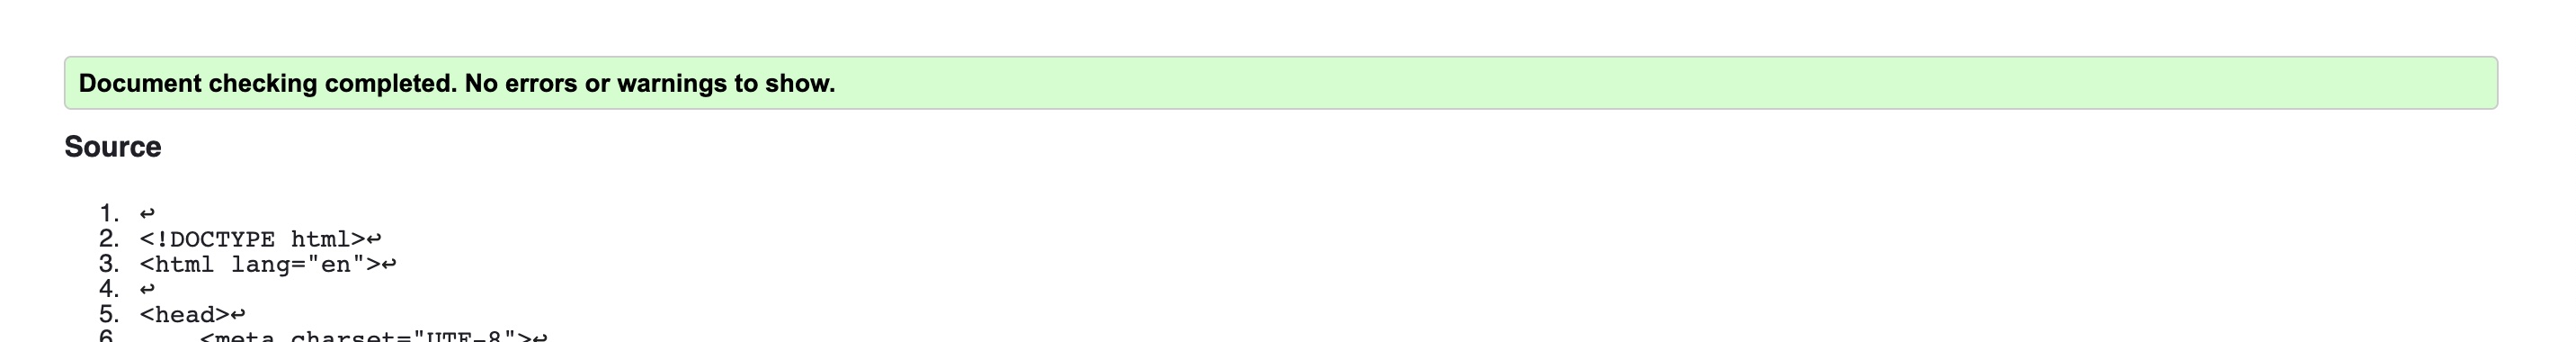 Document checking completed. No errors or warnings to show.
Source
1. ↩
2. <!DOCTYPE html>↩
3. <html lang="en">↩
4. ↩
5. <head>↩
6. <meta charset="UTF-8">↩